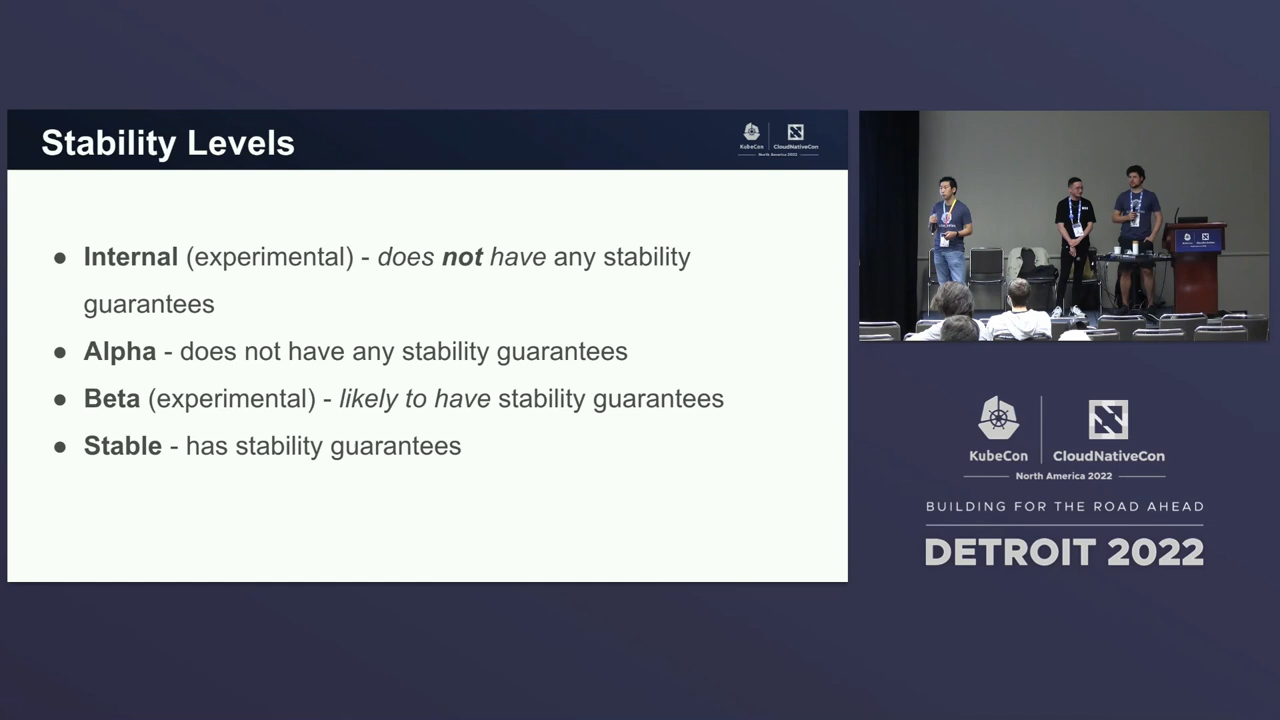 Stability Levels
KubeCon
CloudNativeCon
North America 2022
● Internal (experimental) - does not have any stability
guarantees
● Alpha - does not have any stability guarantees
● Beta (experimental) - likely to have stability guarantees
● Stable - has stability guarantees
KubeCon
CloudNativeCon
North America 2022
BUILDING FOR THE ROAD AHEAD
DETROIT 2022